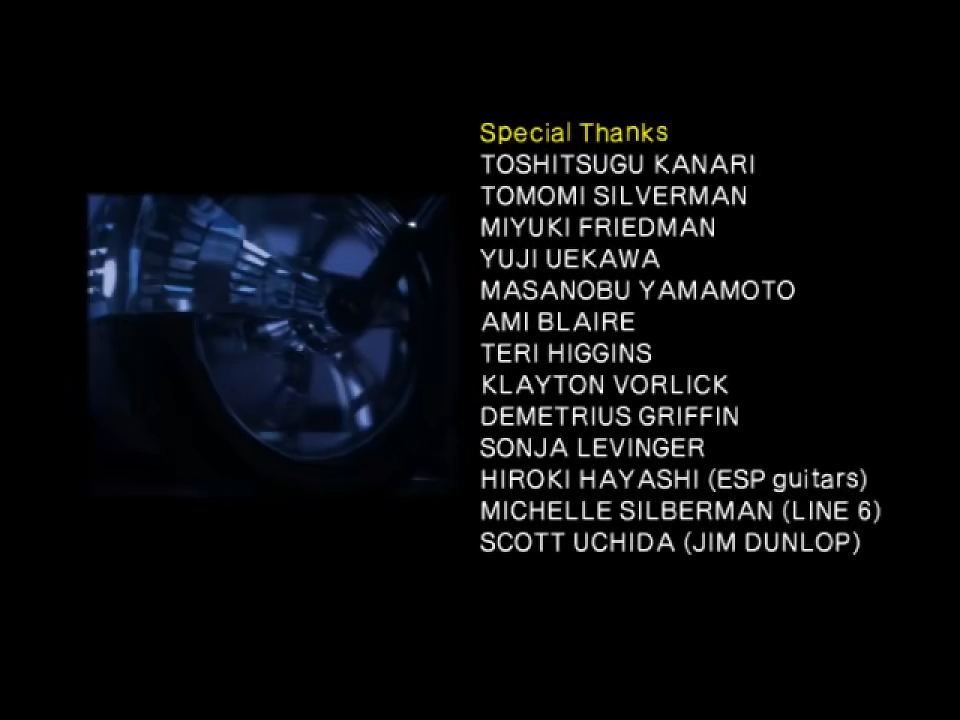 Special Thanks
TOSHITSUGU KANARI
TOMOMI SILVERMAN
MIYUKI FRIEDMAN
YUJI UEKAWA
MASANOBU YAMAMOTO
AMI BLAIRE
TERI HIGGINS
KLAYTON VORLICK
DEMETRIUS GRIFFIN
SONJA LEVINGER
HIROKI HAYASHI (ESP guitars)
MICHELLE SILBERMAN (LINE 6)
SCOTT UCHIDA (JIM DUNLOP)